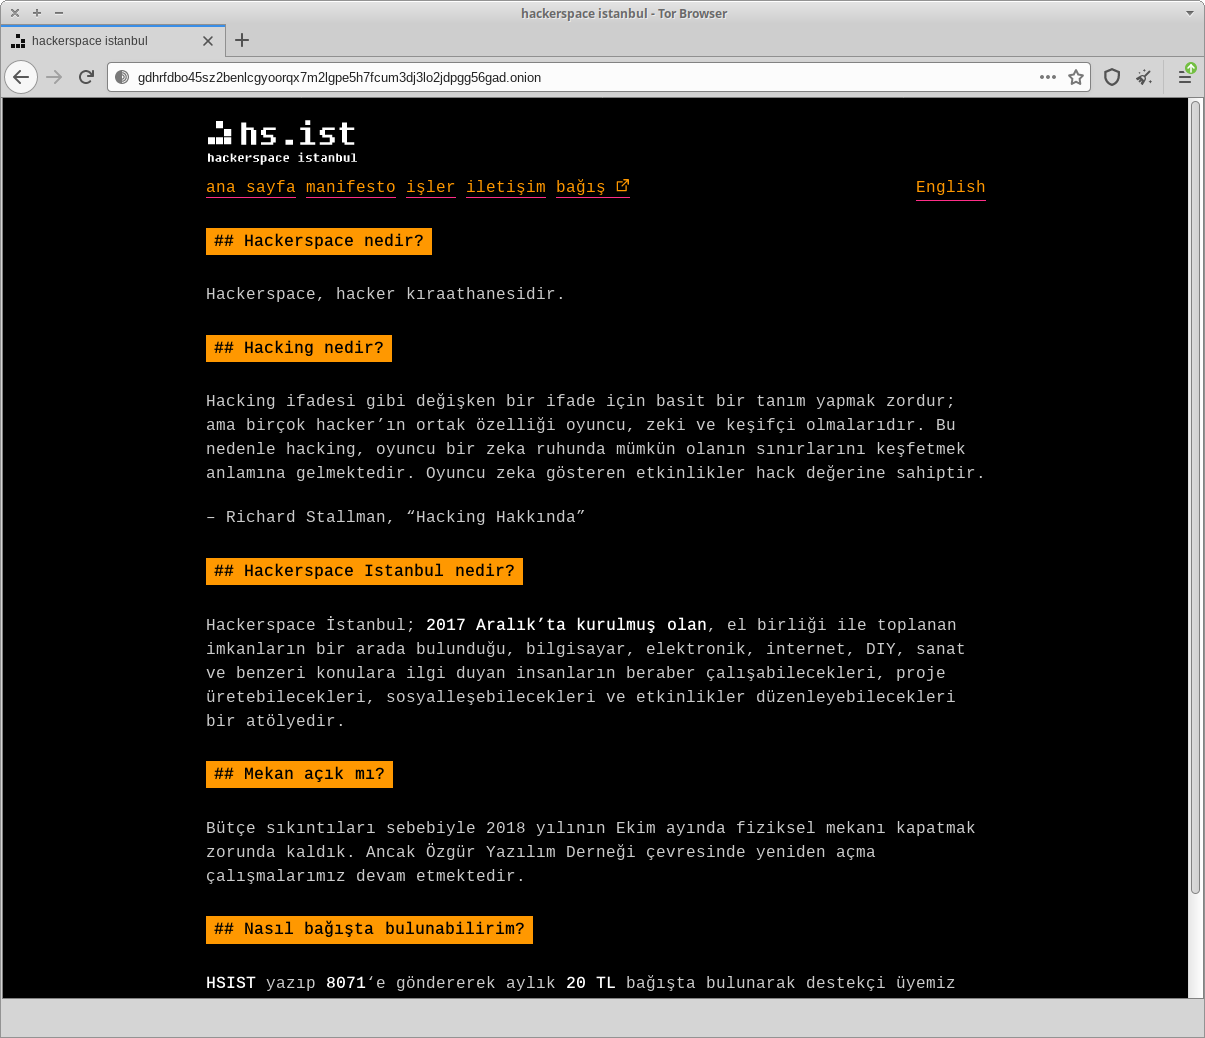 hackerspace istanbul - Tor Browser
hackerspace istanbul
gdhrfdbo45sz2benlcgyoorqx7m2lgpe5h7fcum3dj3lo2jdpgg56gad.onion
hs.ist
hackerspace istanbul
ana sayfa manifesto işler iletişim bağış English
## Hackerspace nedir?
Hackerspace, hacker kıraathanesidir.
## Hacking nedir?
Hacking ifadesi gibi değişken bir ifade için basit bir tanım yapmak zordur;
ama birçok hacker’ın ortak özelliği oyuncu, zeki ve keşifçi olmalarıdır. Bu
nedenle hacking, oyuncu bir zeka ruhunda mümkün olanın sınırlarını keşfetmek
anlamına gelmektedir. Oyuncu zeka gösteren etkinlikler hack değerine sahiptir.
– Richard Stallman, “Hacking Hakkında”
## Hackerspace Istanbul nedir?
Hackerspace İstanbul; 2017 Aralık’ta kurulmuş olan, el birliği ile toplanan
imkanların bir arada bulunduğu, bilgisayar, elektronik, internet, DIY, sanat
ve benzeri konulara ilgi duyan insanların beraber çalışabilecekleri, proje
üretebilecekleri, sosyalleşebilecekleri ve etkinlikler düzenleyebilecekleri
bir atölyedir.
## Mekan açık mı?
Bütçe sıkıntıları sebebiyle 2018 yılının Ekim ayında fiziksel mekanı kapatmak
zorunda kaldık. Ancak Özgür Yazılım Derneği çevresinde yeniden açma
çalışmalarımız devam etmektedir.
## Nasıl bağışta bulunabilirim?
HSIST yazıp 8071‘e göndererek aylık 20 TL bağışta bulunarak destekçi üyemiz